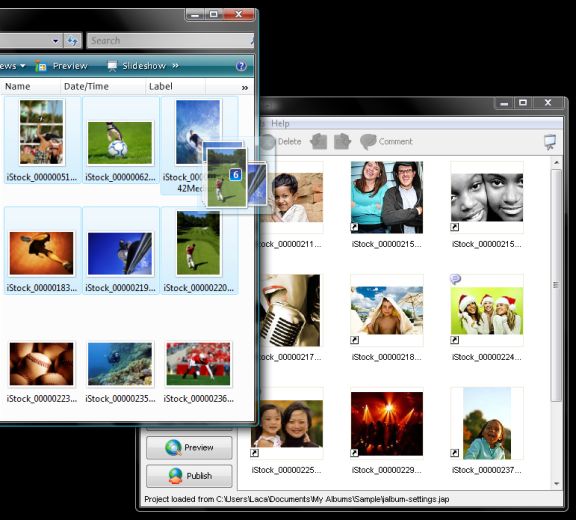 Search
ews
Preview
Slideshow
»
Name
Date/Time
Label
»
iStock_00000051...
iStock_00000062...
iStock_0000
42Med
6
iStock_00000183...
iStock_00000219...
iStock_00000220...
iStock_00000223...
iStock_00000235...
iStock_00000236...
Help
Delete
Comment
iStock_00000211...
iStock_00000215...
iStock_00000215...
iStock_00000217...
iStock_00000218...
iStock_00000224...
iStock_00000225...
iStock_00000229...
iStock_00000237...
Preview
Publish
Project loaded from C:\Users\Laca\Documents\My Albums\Sample\jalbum-settings.jap